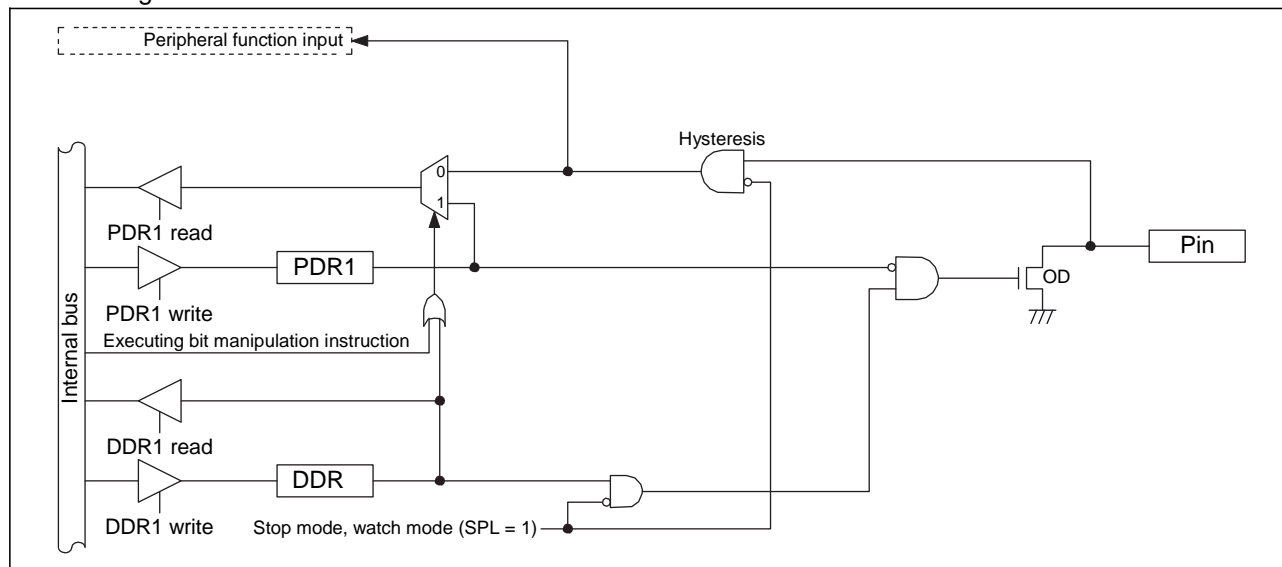 Peripheral function input
Hysteresis
0
1
PDR1 read
Pin
PDR1
OD
PDR1 write
Executing bit manipulation instruction
Internal bus
DDR1 read
DDR
DDR1 write
Stop mode, watch mode (SPL = 1)